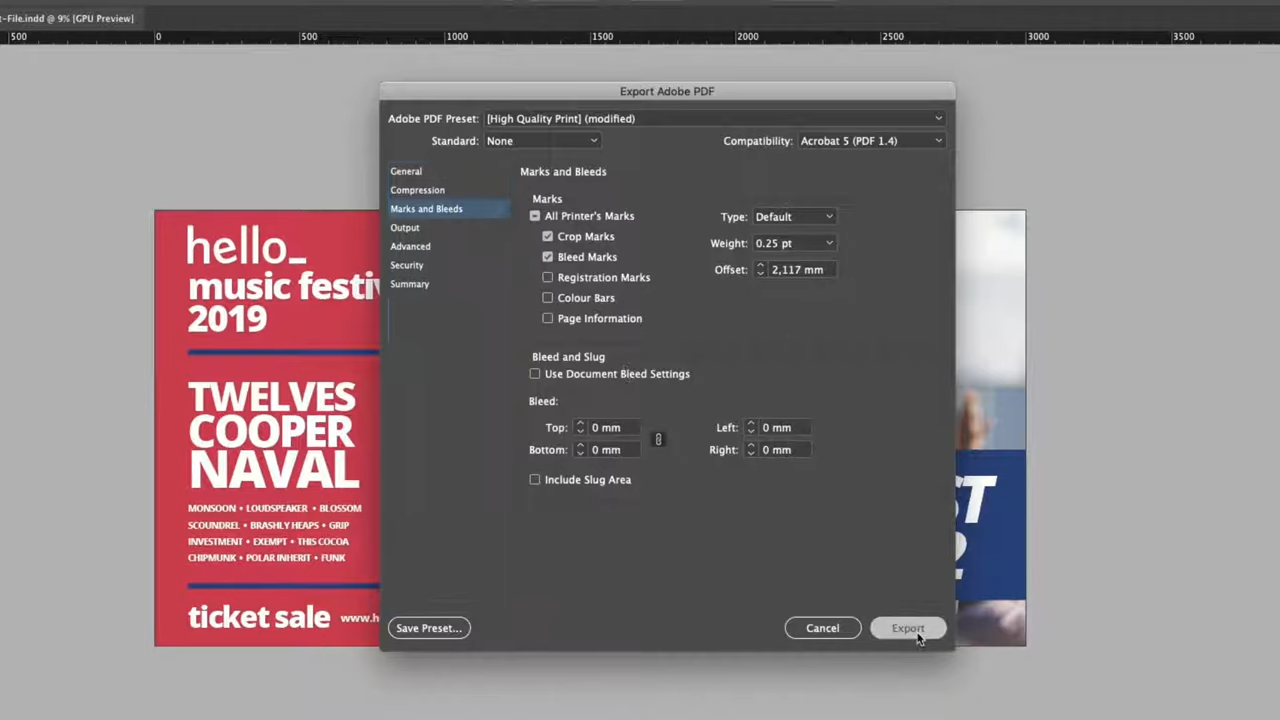 t-File.indd @ 9% [GPU Preview]
500 0 500 1000 1500 2000 2500 3000 3500
Export Adobe PDF
Adobe PDF Preset: [High Quality Print] (modified)
Standard: None Compatibility: Acrobat 5 (PDF 1.4)
General
Compression
Marks and Bleeds
Output
Advanced
Security
Summary
Marks and Bleeds
Marks
All Printer's Marks
Crop Marks
Bleed Marks
Registration Marks
Colour Bars
Page Information
Type: Default
Weight: 0.25 pt
Offset: 2,117 mm
Bleed and Slug
Use Document Bleed Settings
Bleed:
Top: 0 mm Left: 0 mm
Bottom: 0 mm Right: 0 mm
Include Slug Area
Save Preset... Cancel Export
hello_
music festiv
2019
TWELVES
COOPER
NAVAL
MONSOON • LOUDSPEAKER • BLOSSOM
SCOUNDREL • BRASHLY HEAPS • GRIP
INVESTMENT • EXEMPT • THIS COCOA
CHIPMUNK • POLAR INHERIT • FUNK
ticket sale www.h
ST
2